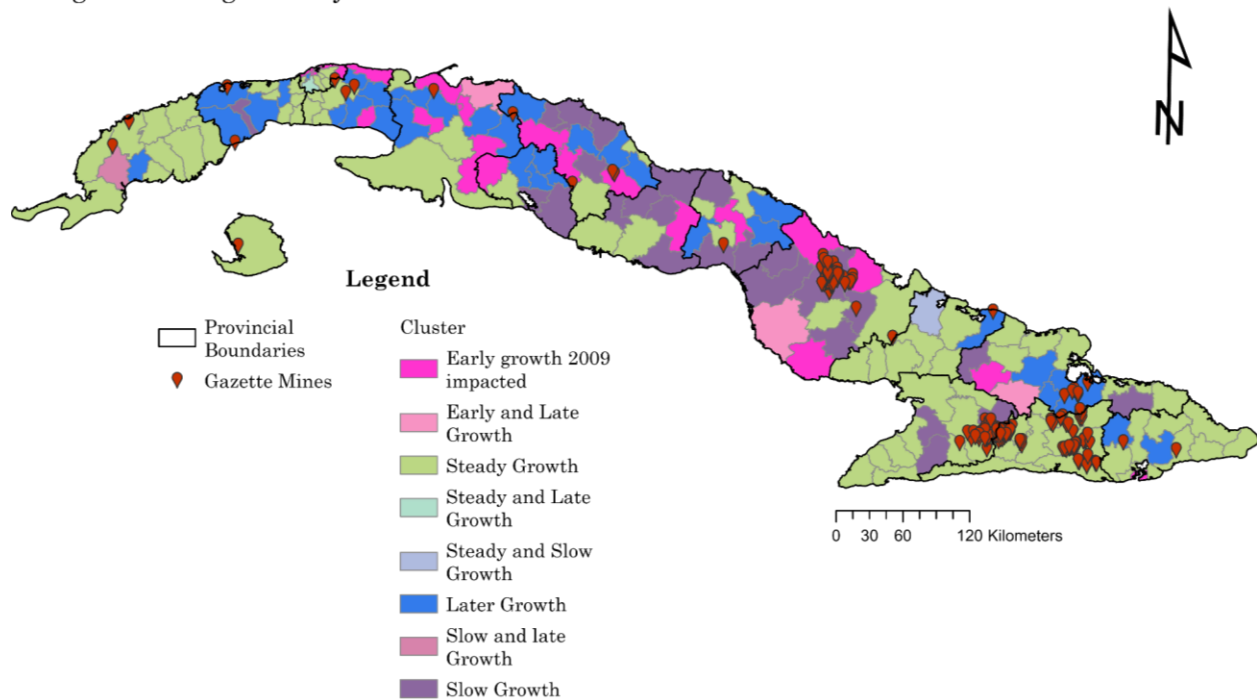 N
Legend
Provincial
Boundaries
Gazette Mines
Cluster
Early growth 2009
impacted
Early and Late
Growth
Steady Growth
Steady and Late
Growth
Steady and Slow
Growth
Later Growth
Slow and late
Growth
Slow Growth
0 30 60 120 Kilometers